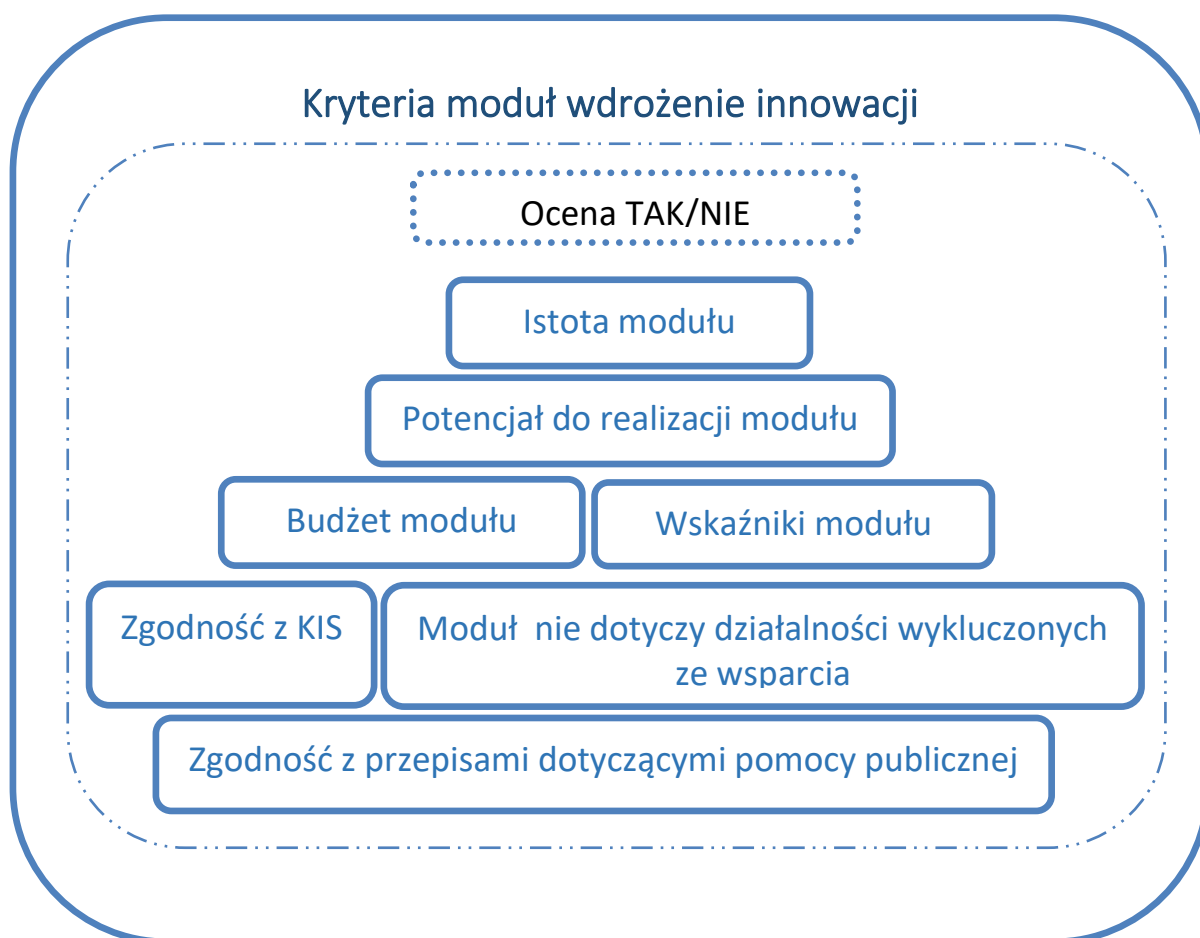 Kryteria moduł wdrożenie innowacji
Ocena TAK/NIE
Istota modułu
Potencjał do realizacji modułu
Budżet modułu
Wskaźniki modułu
Zgodność z KIS
Moduł  nie dotyczy działalności wykluczonych
ze wsparcia
Zgodność z przepisami dotyczącymi pomocy publicznej